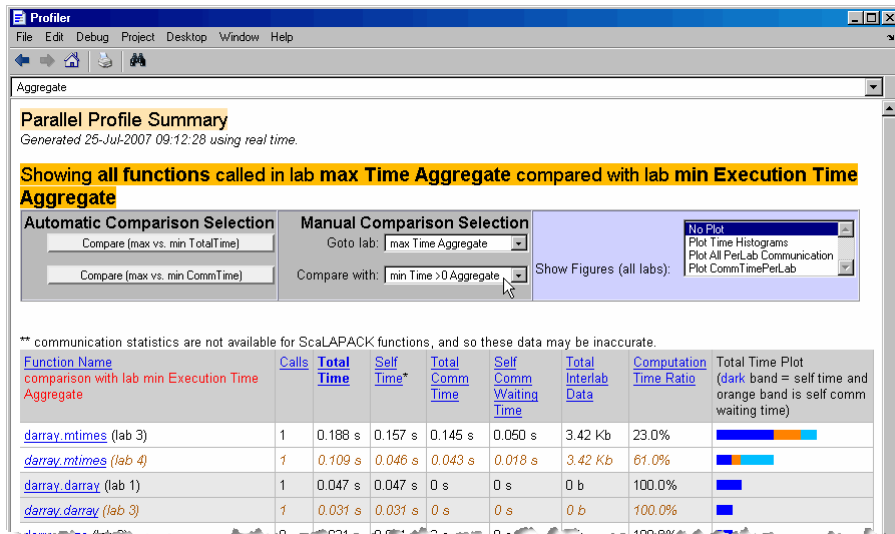 Profiler
File Edit Debug Project Desktop Window Help
Aggregate
Parallel Profile Summary
Generated 25-Jul-2007 09:12:28 using real time.
Showing all functions called in lab max Time Aggregate compared with lab min Execution Time
Aggregate
Automatic Comparison Selection
Compare (max vs. min TotalTime)
Compare (max vs. min CommTime)
Manual Comparison Selection
Goto lab: max Time Aggregate
Compare with: min Time >0 Aggregate
Show Figures (all labs):
No Plot
Plot Time Histograms
Plot All PerLab Communication
Plot CommTimePerLab
** communication statistics are not available for ScaLAPACK functions, and so these data may be inaccurate.
Function Name
comparison with lab min Execution Time
Aggregate
Calls
Total
Time
Self
Time*
Total
Comm
Time
Self
Comm
Waiting
Time
Total
Interlab
Data
Computation
Time Ratio
Total Time Plot
(dark band = self time and
orange band is self comm
waiting time)
darray.mtimes (lab 3) 1 0.188 s 0.157 s 0.145 s 0.050 s 3.42 Kb 23.0%
darray.mtimes (lab 4) 1 0.109 s 0.046 s 0.043 s 0.018 s 3.42 Kb 61.0%
darray.darray (lab 1) 1 0.047 s 0.047 s 0 s 0 s 0 b 100.0%
darray.darray (lab 3) 1 0.031 s 0.031 s 0 s 0 s 0 b 100.0%